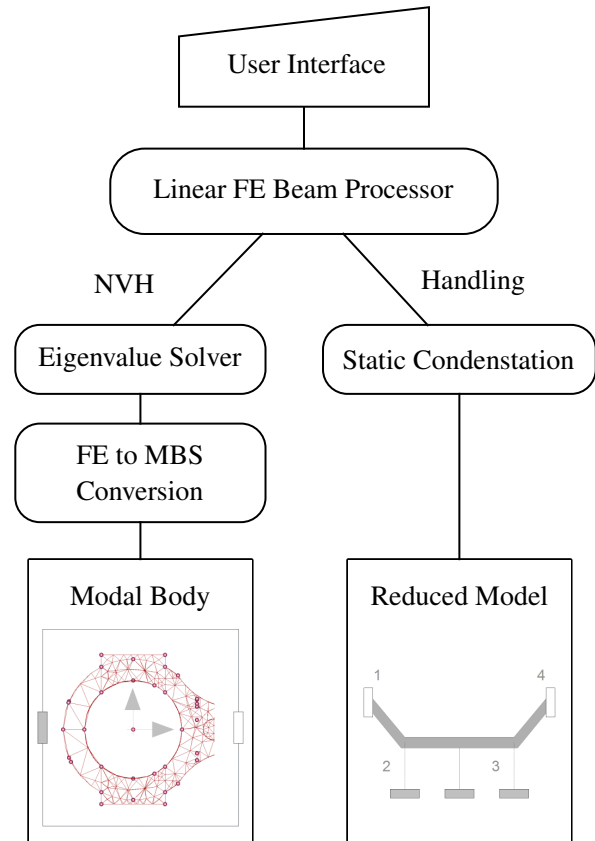 User Interface
Linear FE Beam Processor
NVH
Handling
Eigenvalue Solver
Static Condenstation
FE to MBS
Conversion
Modal Body
Reduced Model
1
4
2
3